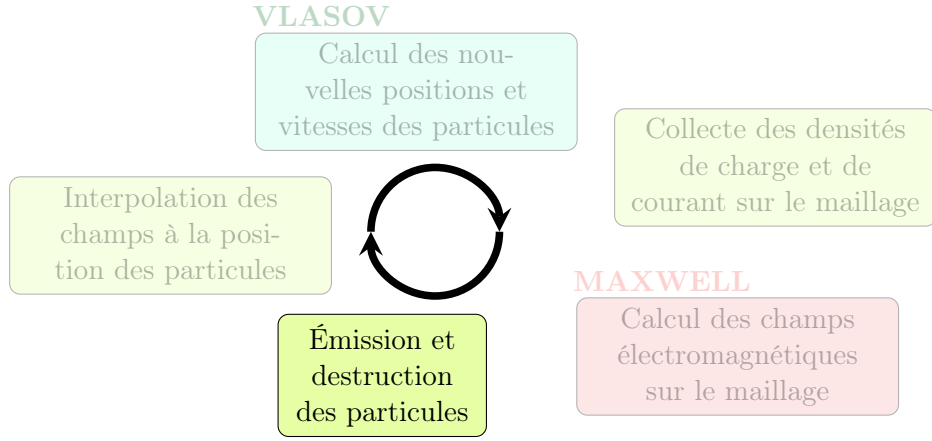 VLASOV
Calcul des nou-
velles positions et
vitesses des particules
Collecte des densités
de charge et de
courant sur le maillage
Interpolation des
champs à la posi-
tion des particules
MAXWELL
Calcul des champs
électromagnétiques
sur le maillage
Émission et
destruction
des particules